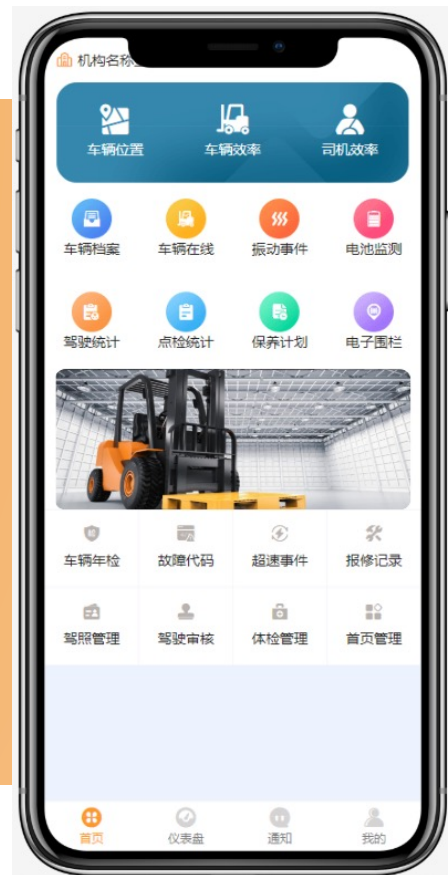 机构名称
车辆位置 车辆效率 司机效率
车辆档案 车辆在线 振动事件 电池监测
驾驶统计 点检统计 保养计划 电子围栏
车辆年检 故障代码 超速事件 报修记录
驾照管理 驾驶审核 体检管理 首页管理
首页 仪表盘 通知 我的